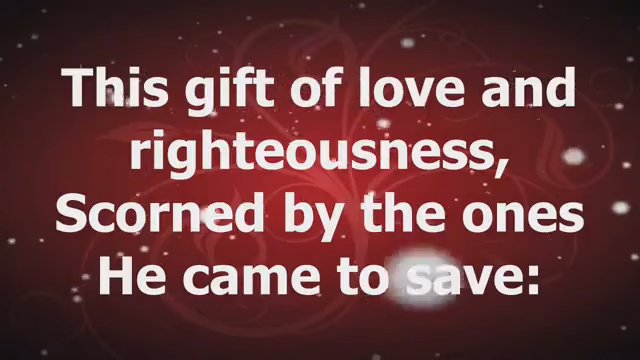 This gift of love and
righteousness,
Scorned by the ones
He came to save: